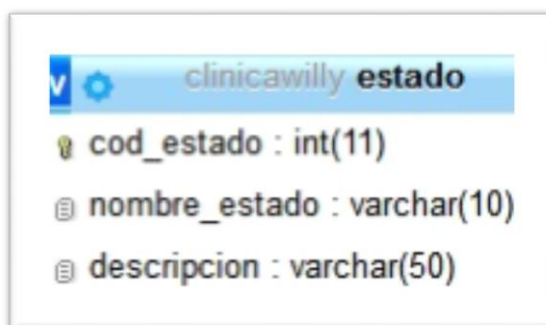 v clinicawilly estado
cod_estado : int(11)
nombre_estado : varchar(10)
descripcion : varchar(50)